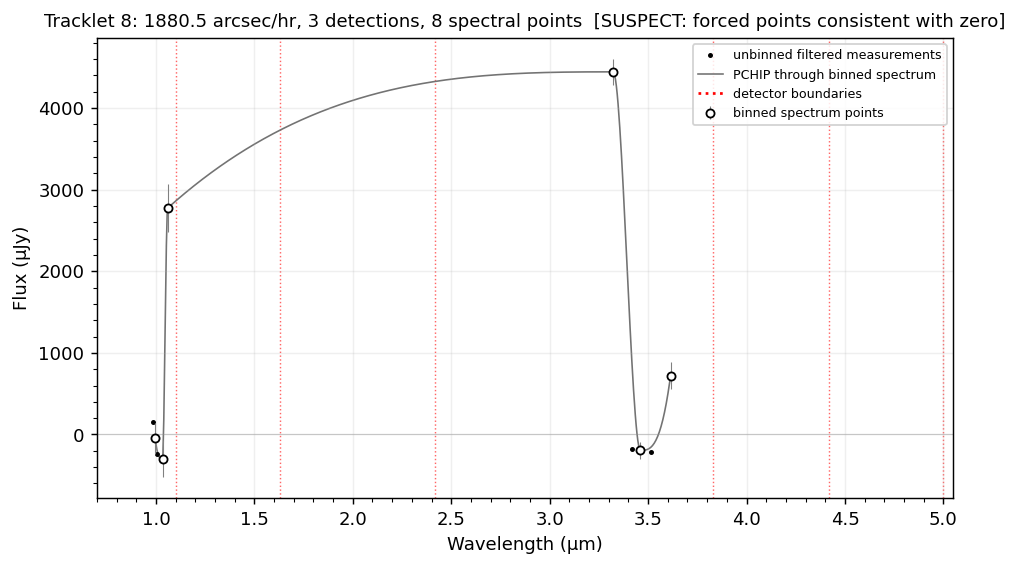 Tracklet 8: 1880.5 arcsec/hr, 3 detections, 8 spectral points  [SUSPECT: forced points consistent with zero]
unbinned filtered measurements
PCHIP through binned spectrum
detector boundaries
binned spectrum points
Flux (µJy)
4000
3000
2000
1000
0
1.0 1.5 2.0 2.5 3.0 3.5 4.0 4.5 5.0
Wavelength (µm)